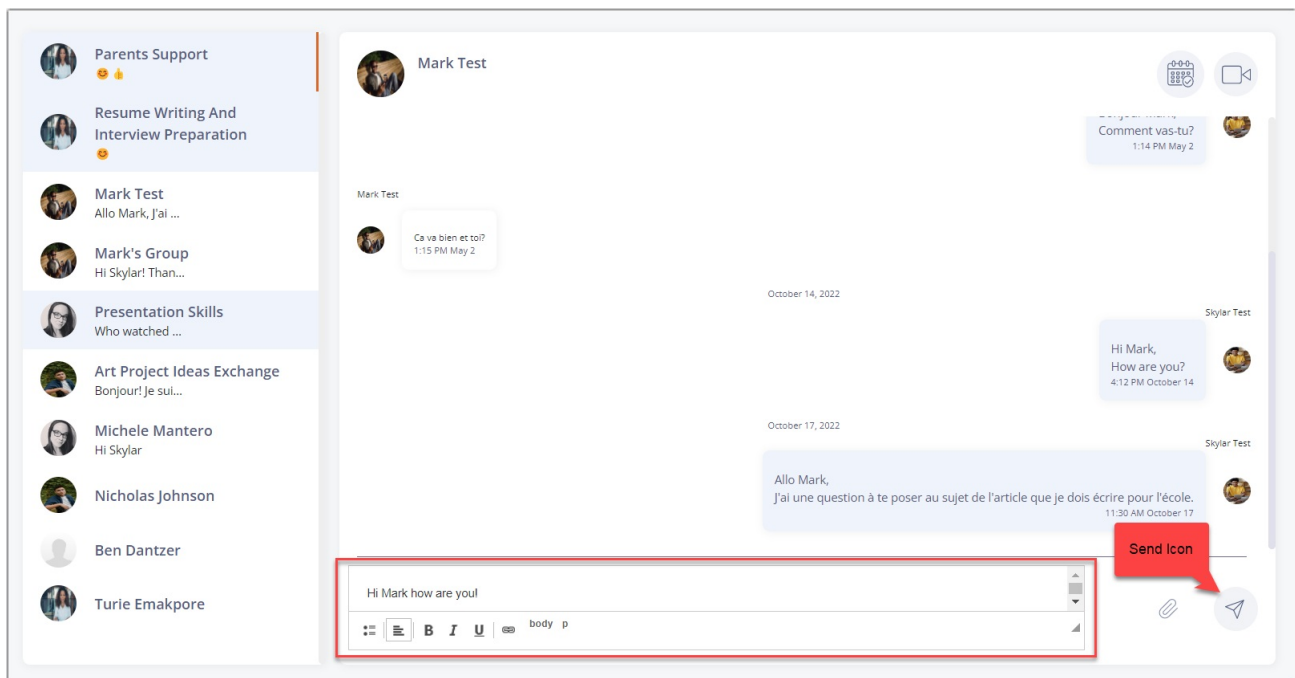 Parents Support
Resume Writing And
Interview Preparation
Mark Test
Allo Mark, J'ai ...
Mark's Group
Hi Skylar! Than...
Presentation Skills
Who watched ...
Art Project Ideas Exchange
Bonjour! Je sui...
Michele Mantero
Hi Skylar
Nicholas Johnson
Ben Dantzer
Turie Emakpore
Mark Test
Comment vas-tu?
1:14 PM May 2
Mark Test
Ca va bien et toi?
1:15 PM May 2
October 14, 2022
Skylar Test
Hi Mark,
How are you?
4:12 PM October 14
October 17, 2022
Skylar Test
Allo Mark,
J'ai une question à te poser au sujet de l'article que je dois écrire pour l'école.
11:30 AM October 17
Send Icon
Hi Mark how are you!
B I U body p